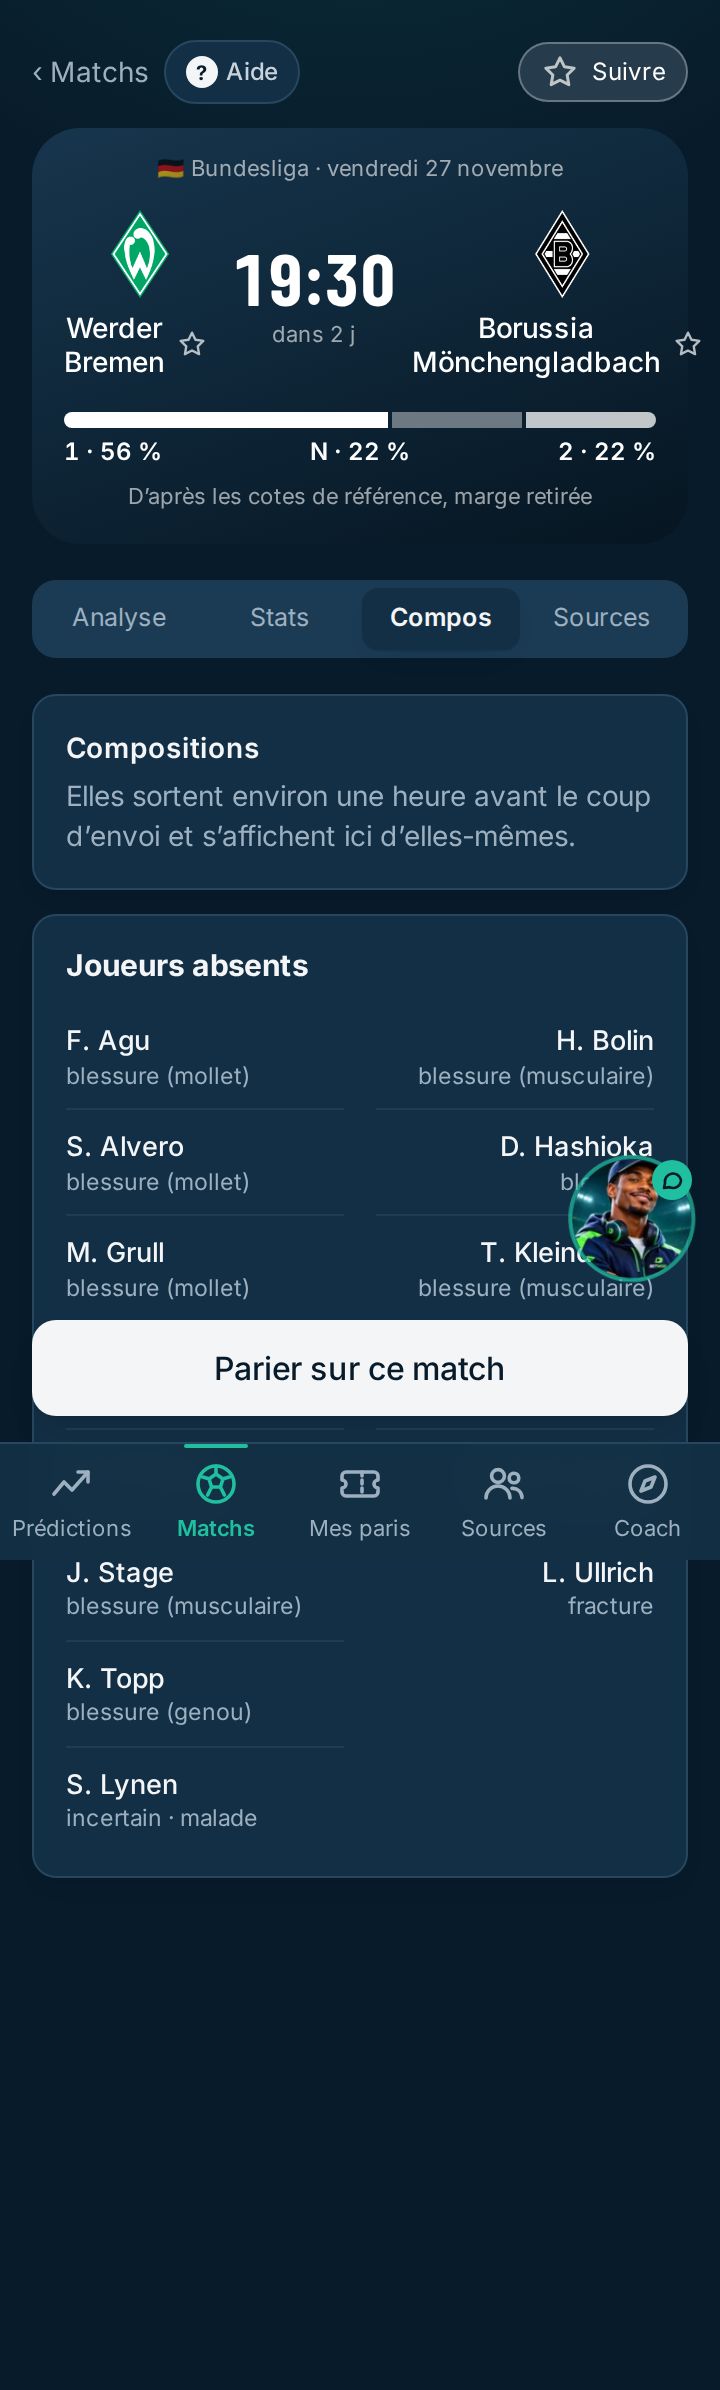 ‹ Matchs
? Aide
Suivre
Bundesliga · vendredi 27 novembre
19:30
dans 2 j
Werder
Bremen
Borussia
Mönchengladbach
1 · 56 %
N · 22 %
2 · 22 %
D’après les cotes de référence, marge retirée
Analyse
Stats
Compos
Sources
Compositions
Elles sortent environ une heure avant le coup
d’envoi et s’affichent ici d’elles-mêmes.
Joueurs absents
F. Agu
blessure (mollet)
H. Bolin
blessure (musculaire)
S. Alvero
blessure (mollet)
D. Hashioka
M. Grull
blessure (mollet)
T.
blessure (musculaire)
Parier sur ce match
Prédictions
Matchs
Mes paris
Sources
Coach
J. Stage
blessure (musculaire)
L. Ullrich
fracture
K. Topp
blessure (genou)
S. Lynen
incertain · malade